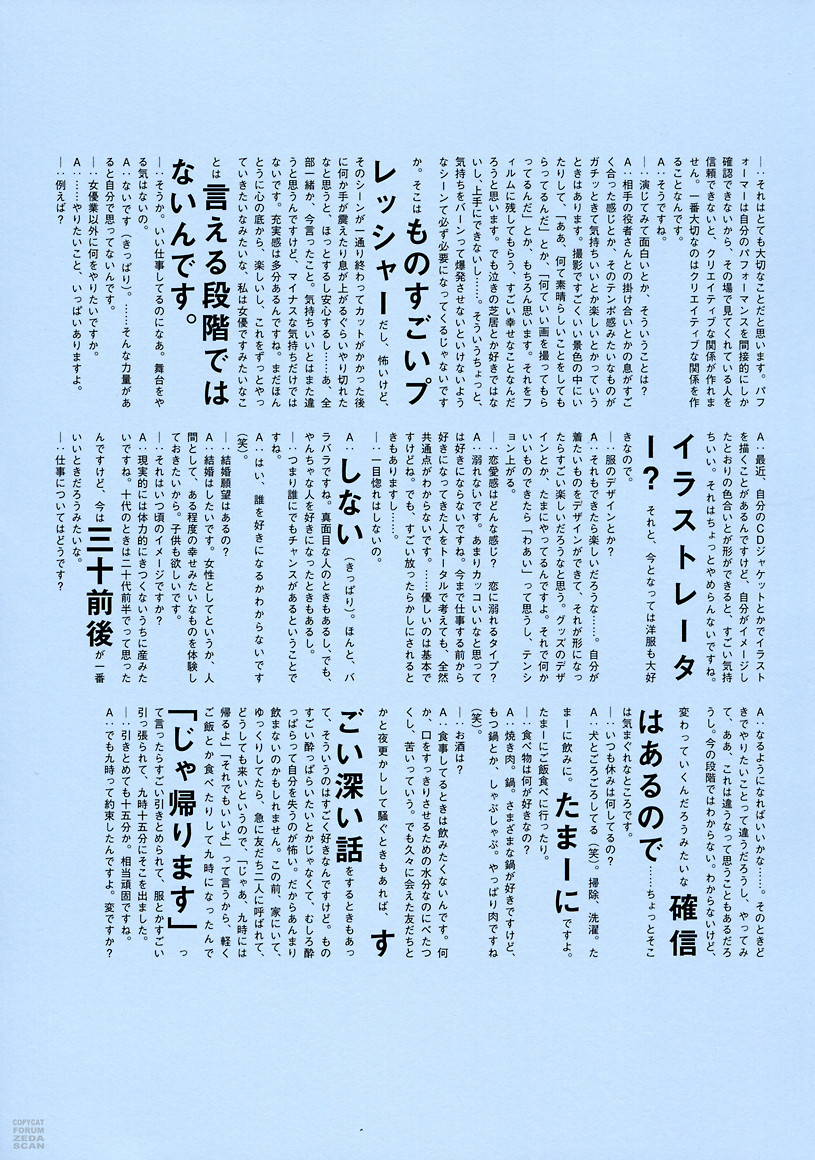 ―：それはとても大切なことだと思います。パフ
ォーマーは自分のパフォーマンスを間接的にしか
確認できないから、その場で見てくれている人を
信頼できないと、クリエイティブな関係が作れま
せん。一番大切なのはクリエイティブな関係を作
ることなんです。
A：そうですね。
―：演じてみて面白いとか、そういうことは？
A：相手の役者さんとの掛け合いとかの息がすご
く合った感じとか、そのテンポ感みたいなものが
ガチッときて気持ちいいとか楽しいとかっていう
ときはあります。撮影ですごくいい景色の中にい
たりして、「ああ、何て素晴らしいことをしても
らってるんだ」とか、「何ていい画を撮ってもら
ってるんだ」とか、もちろん思います。それをフ
ィルムに残してもらう、すごい幸せなことなんだ
ろうと思います。でも泣きの芝居とか好きではな
いし、上手にできないし……。そういうちょっと、
気持ちをバーンって爆発させないといけないよう
なシーンて必ず必要になってくるじゃないです
か。そこはものすごいプ
レッシャーだし、怖いけど、
そのシーンが一通り終わってカットがかかった後
に何か手が震えたり息が上がるぐらいやり切れた
なと思うと、ほっとするし安心するし……あ、全
部一緒か、今言ったこと。気持ちいいとはまた違
うと思うんですけど、マイナスな気持ちだけでは
ないです。充実感は多分あるんですね。まだほん
とうに心の底から、楽しいし、これをずっとやっ
ていきたいなみたいな、私は女優ですみたいなこ
とは言える段階では
ないんです。
―：そうか。いい仕事してるのになあ。舞台をや
る気はないの。
A：ないです（きっぱり）。……そんな力量があ
ると自分で思ってないんです。
―：女優業以外に何をやりたいですか。
A：……やりたいこと、いっぱいありますよ。
―：例えば？
A：最近、自分のCDジャケットとかでイラスト
を描くことがあるんですけど、自分がイメージし
たとおりの色合いとか形ができると、すごい気持
ちいい。それはちょっとやめらんないですね。
イラストレータ
ー？　それと、今となっては洋服も大好
きなので。
―：服のデザインとか？
A：それもできたら楽しいだろうな……。自分が
着たいものをデザインができて、それが形になっ
たらすごい楽しいだろうなと思う。グッズのデザ
インとか、たまにやってるんですよ。それで何か
いいものできたら「わあい」って思うし、テンシ
ョン上がる。
―：恋愛感はどんな感じ？　恋に溺れるタイプ？
A：溺れないです。あまりカッコいいなと思って
は好きにならないですね。今まで仕事する前から
好きになってきた人をトータルで考えても、全然
共通点がわからないです。……優しいのは基本で
すけどね。でも、すごい放ったらかしにされると
きもありますし……。
―：一目惚れはしないの。
A：しない（きっぱり）。ほんと、バ
ラバラですね。真面目な人のときもあるし、でも、
やんちゃな人を好きになったときもあるし。
―：つまり誰にでもチャンスがあるということで
すね。
A：はい、誰を好きになるかわからないです
（笑）。
―：結婚願望はあるの？
A：結婚はしたいです。女性としてというか、人
間として、ある程度の幸せみたいなものを体験し
ておきたいから。子供も欲しいです。
―：それはいつ頃のイメージですか？
A：現実的には体力的にきつくないうちに産みた
いですね。十代のときは二十代前半でって思った
んですけど、今は三十前後が一番
いいときだろうみたいな。
―：仕事についてはどうです？
A：なるようになればいいかな……。そのときど
きでやりたいことって違うだろうし、やってみ
て、ああ、これは違うなって思うこともあるだろ
うし。今の段階ではわからない。わからないけど、
変わっていくんだろうみたいな確信
はあるので……ちょっとそこ
は気まぐれなところです。
―：いつも休みは何してるの？
A：犬とごろごろしてる（笑）。掃除、洗濯。た
まーに飲みに。たまーにですよ。
たまーにご飯食べに行ったり。
―：食べ物は何が好きなの？
A：焼き肉。鍋。さまざまな鍋が好きですけど、
もつ鍋とか、しゃぶしゃぶ。やっぱり肉ですね
（笑）。
―：お酒は？
A：食事してるときは飲みたくないんです。何
か、口をすっきりさせるための水分なのにべたつ
くし、苦いっていう。でも久々に会えた友だちと
かと夜更かしして騒ぐときもあれば、す
ごい深い話をするときもあっ
て、そういうのはすごく好きなんですけど。もの
すごい酔っぱらいたいとかじゃなくて、むしろ酔
っぱらって自分を失うのが怖い。だからあんまり
飲まないのかもしれません。この前、家にいて、
ゆっくりしてたら、急に友だち二人に呼ばれて、
どうしても来いというので、「じゃあ、九時には
帰るよ」「それでもいいよ」って言うから、軽く
ご飯とか食べたりして九時になったんで
「じゃ帰ります」っ
て言ったらすごい引きとめられて、服とかすごい
引っ張られて、九時十五分にそこを出ました。
―：引きとめても十五分か。相当頑固ですね。
A：でも九時って約束したんですよ。変ですか？
COPYCAT
FORUM
ZEDA
SCAN